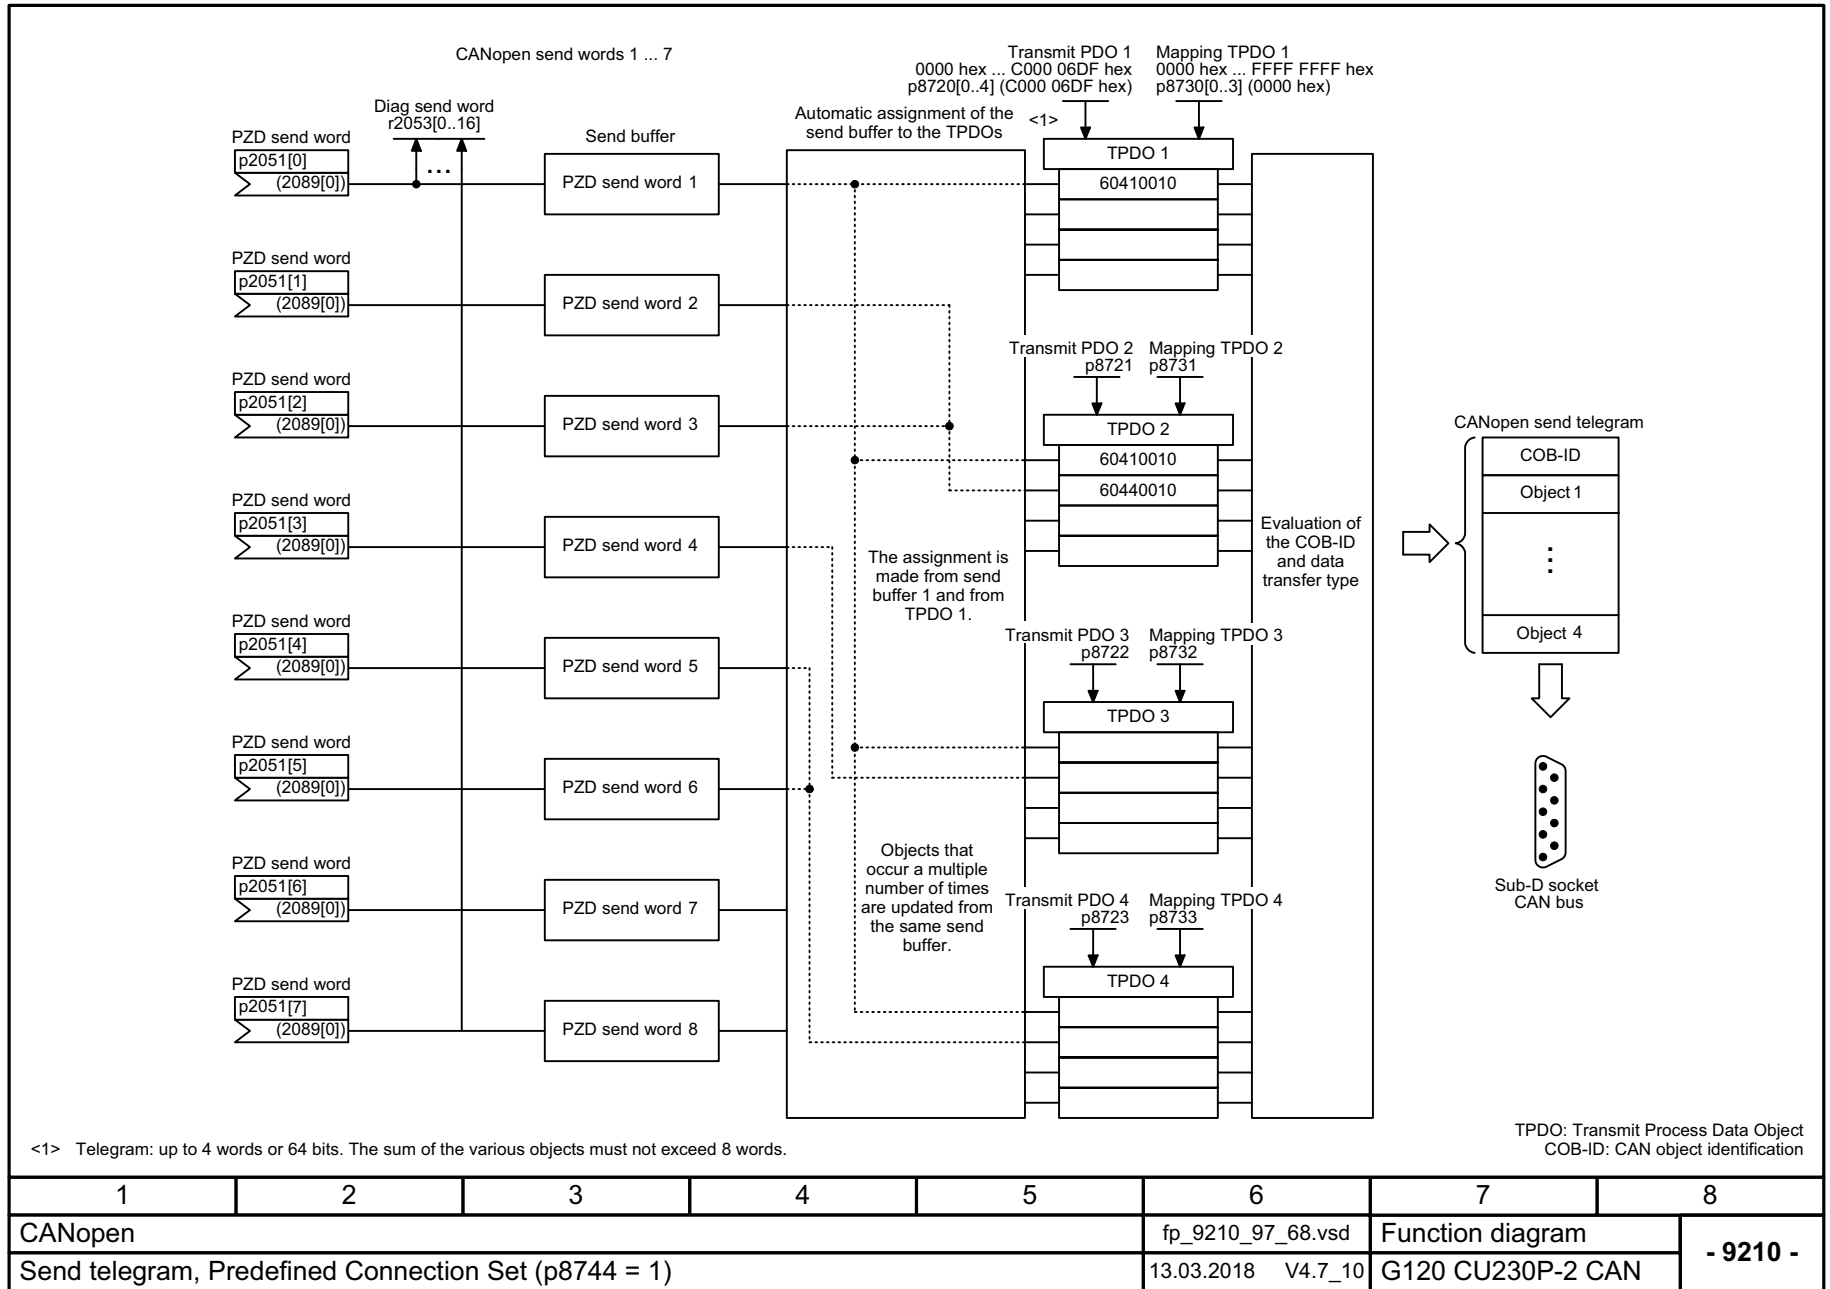 CANopen send words 1 ... 7
Transmit PDO 1
0000 hex ... C000 06DF hex
p8720[0..4] (C000 06DF hex)
Mapping TPDO 1
0000 hex ... FFFF FFFF hex
p8730[0..3] (0000 hex)
Diag send word
r2053[0..16]
Automatic assignment of the
send buffer to the TPDOs
<1>
Send buffer
PZD send word
p2051[0]
(2089[0])
...
PZD send word 1
TPDO 1
60410010
PZD send word
p2051[1]
(2089[0])
PZD send word 2
Transmit PDO 2
p8721
Mapping TPDO 2
p8731
PZD send word
p2051[2]
(2089[0])
PZD send word 3
TPDO 2
60410010
60440010
CANopen send telegram
COB-ID
Object 1
⋮
Object 4
PZD send word
p2051[3]
(2089[0])
PZD send word 4
The assignment is
made from send
buffer 1 and from
TPDO 1.
Evaluation of
the COB-ID
and data
transfer type
PZD send word
p2051[4]
(2089[0])
PZD send word 5
Transmit PDO 3
p8722
Mapping TPDO 3
p8732
TPDO 3
PZD send word
p2051[5]
(2089[0])
PZD send word 6
PZD send word
p2051[6]
(2089[0])
PZD send word 7
Objects that
occur a multiple
number of times
are updated from
the same send
buffer.
Transmit PDO 4
p8723
Mapping TPDO 4
p8733
TPDO 4
Sub-D socket
CAN bus
PZD send word
p2051[7]
(2089[0])
PZD send word 8
<1> Telegram: up to 4 words or 64 bits. The sum of the various objects must not exceed 8 words.
TPDO: Transmit Process Data Object
COB-ID: CAN object identification
1 2 3 4 5 6 7 8
CANopen
fp_9210_97_68.vsd
Function diagram
- 9210 -
Send telegram, Predefined Connection Set (p8744 = 1)
13.03.2018 V4.7_10
G120 CU230P-2 CAN